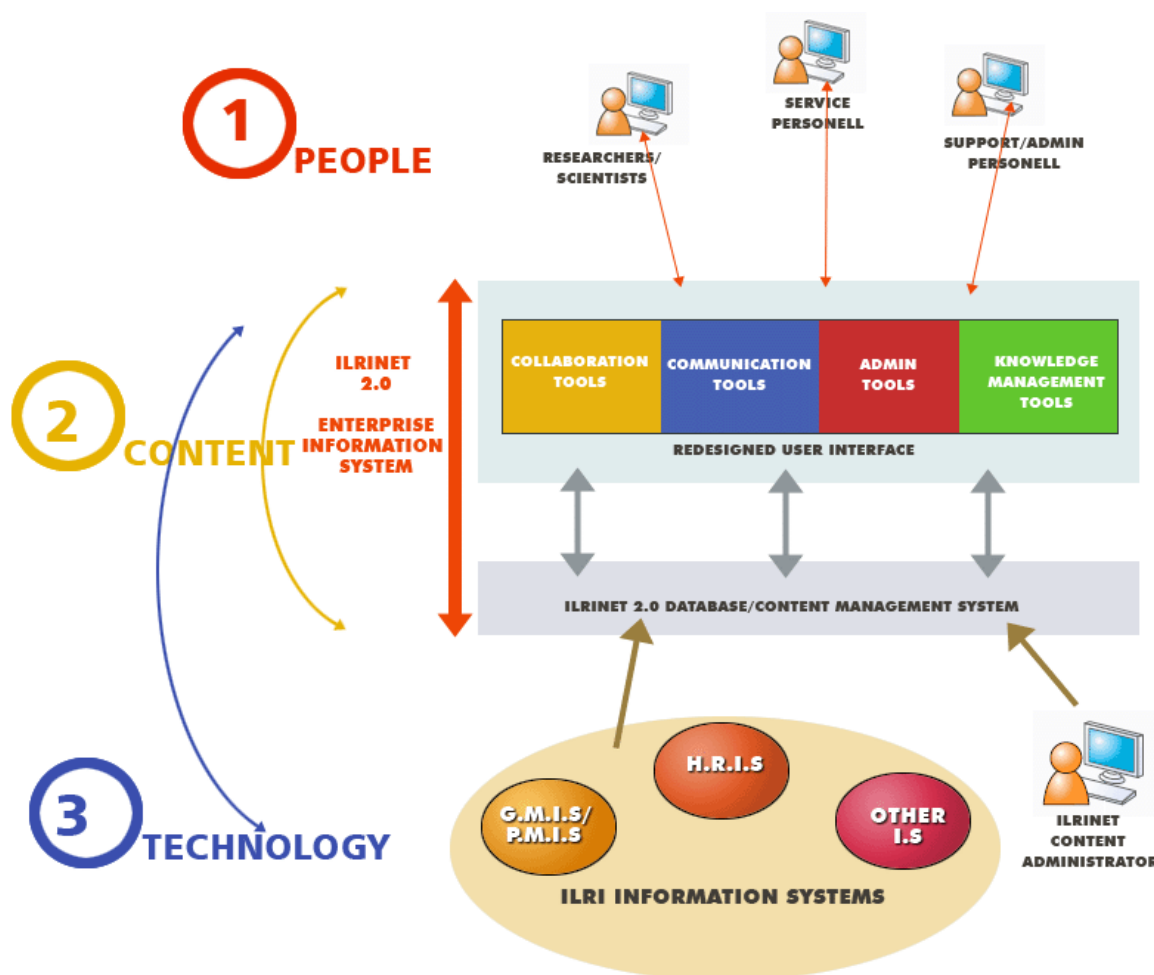 1
PEOPLE
RESEARCHERS/
SCIENTISTS
SERVICE
PERSONELL
SUPPORT/ADMIN
PERSONELL
2
CONTENT
ILRINET
2.0
ENTERPRISE
INFORMATION
SYSTEM
COLLABORATION
TOOLS
COMMUNICATION
TOOLS
ADMIN
TOOLS
KNOWLEDGE
MANAGEMENT
TOOLS
REDESIGNED USER INTERFACE
ILRINET 2.0 DATABASE/CONTENT MANAGEMENT SYSTEM
3
TECHNOLOGY
G.M.I.S/
P.M.I.S
H.R.I.S
OTHER
I.S
ILRI INFORMATION SYSTEMS
ILRINET
CONTENT
ADMINISTRATOR